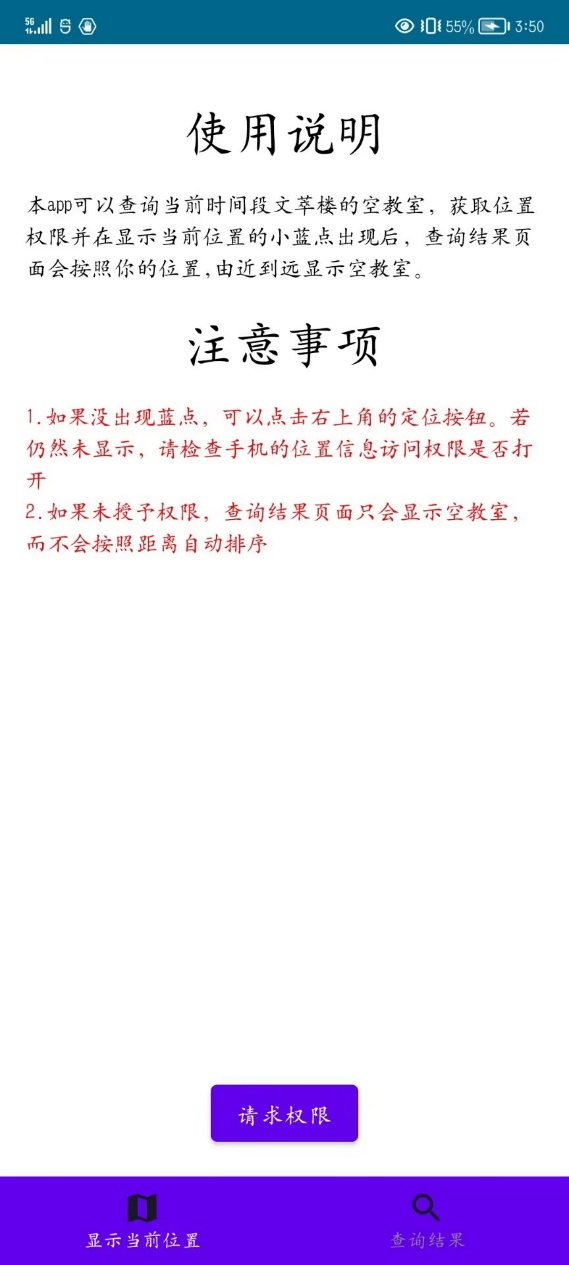 5G 55% 3:50
使用说明
本app可以查询当前时间段文萃楼的空教室，获取位置
权限并在显示当前位置的小蓝点出现后，查询结果页
面会按照你的位置,由近到远显示空教室。
注意事项
1.如果没出现蓝点，可以点击右上角的定位按钮。若
仍然未显示，请检查手机的位置信息访问权限是否打
开
2.如果未授予权限，查询结果页面只会显示空教室，
而不会按照距离自动排序
请求权限
显示当前位置 查询结果